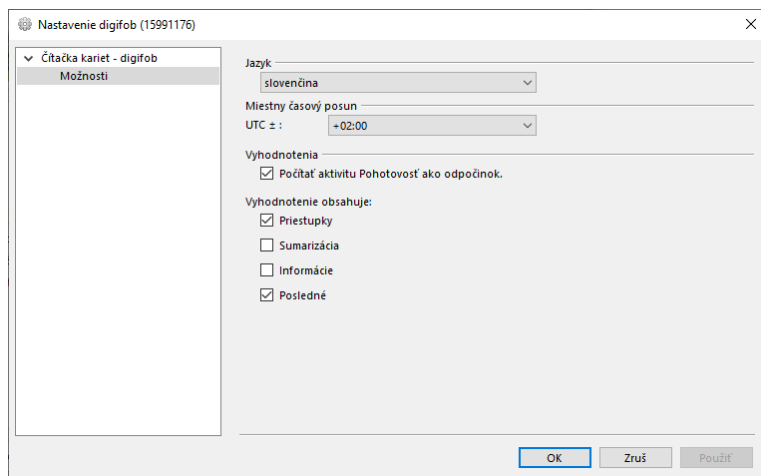 Nastavenie digifob (15991176)
Čítačka kariet - digifob
Možnosti
Jazyk
slovenčina
Miestny časový posun
UTC ± :
+02:00
Vyhodnotenia
Počítať aktivitu Pohotovosť ako odpočinok.
Vyhodnotenie obsahuje:
Priestupky
Sumarizácia
Informácie
Posledné
OK
Zruš
Použiť